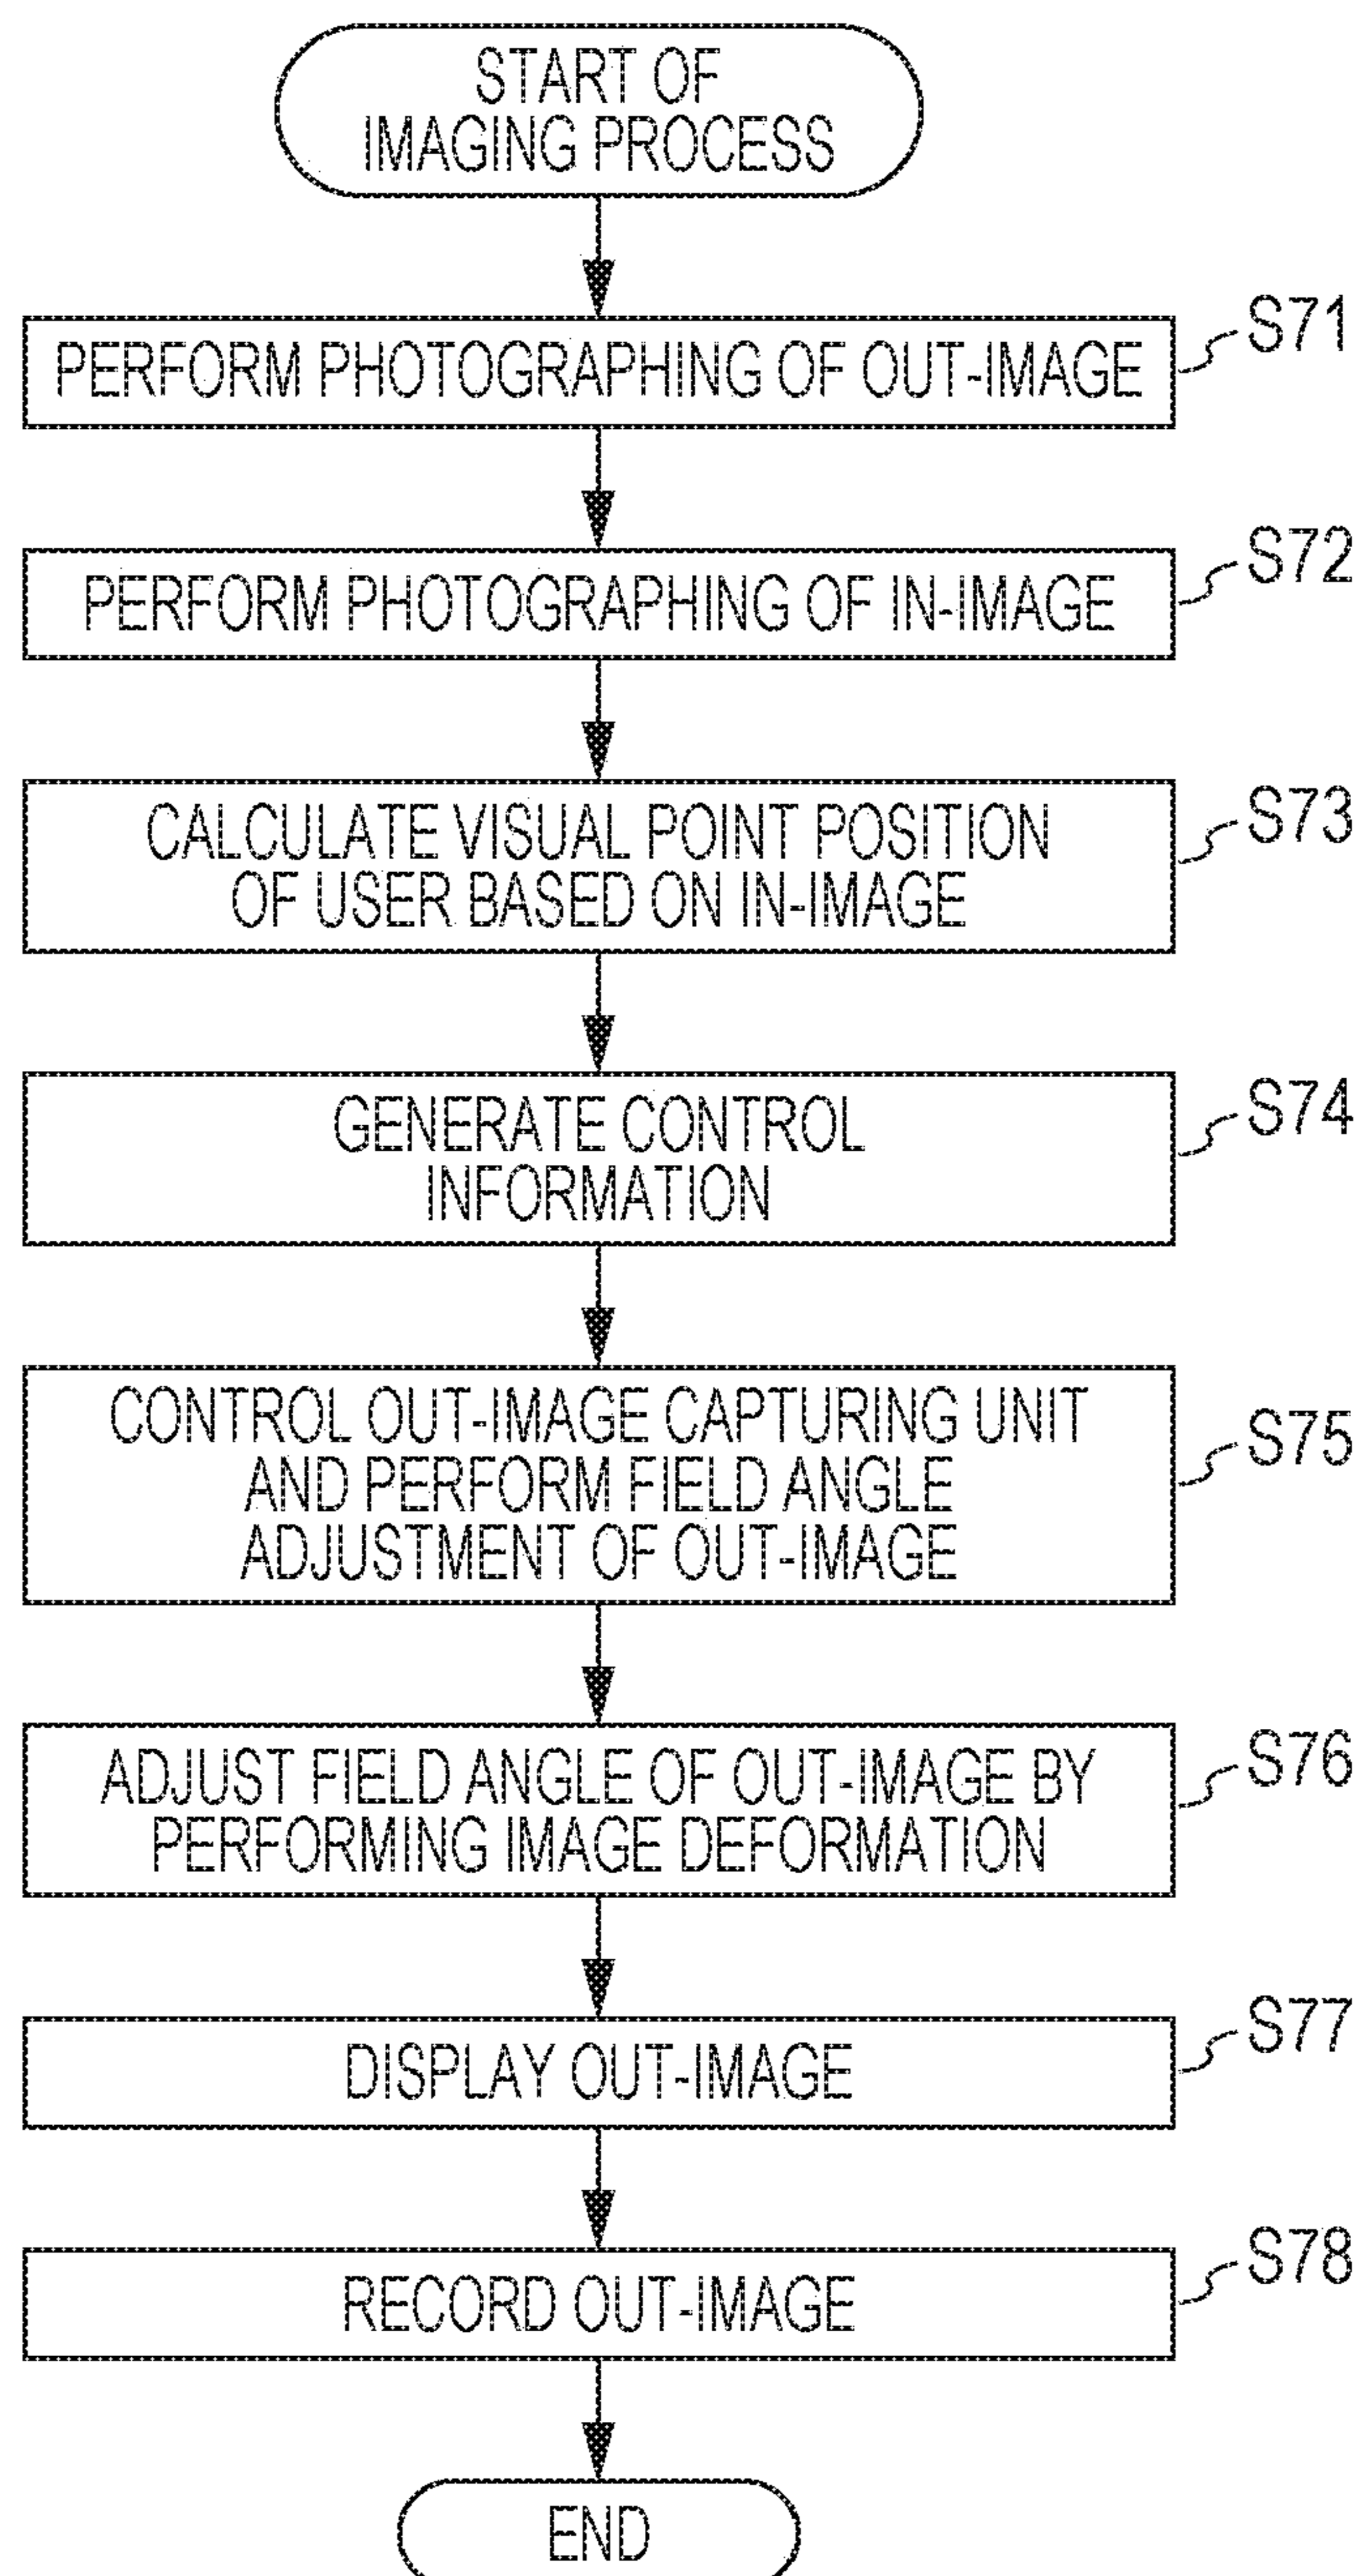 START OF
IMAGING PROCESS
PERFORM PHOTOGRAPHING OF OUT-IMAGE
S71
PERFORM PHOTOGRAPHING OF IN-IMAGE
S72
CALCULATE VISUAL POINT POSITION
OF USER BASED ON IN-IMAGE
S73
GENERATE CONTROL
INFORMATION
S74
CONTROL OUT-IMAGE CAPTURING UNIT
AND PERFORM FIELD ANGLE
ADJUSTMENT OF OUT-IMAGE
S75
ADJUST FIELD ANGLE OF OUT-IMAGE BY
PERFORMING IMAGE DEFORMATION
S76
DISPLAY OUT-IMAGE
S77
RECORD OUT-IMAGE
S78
END